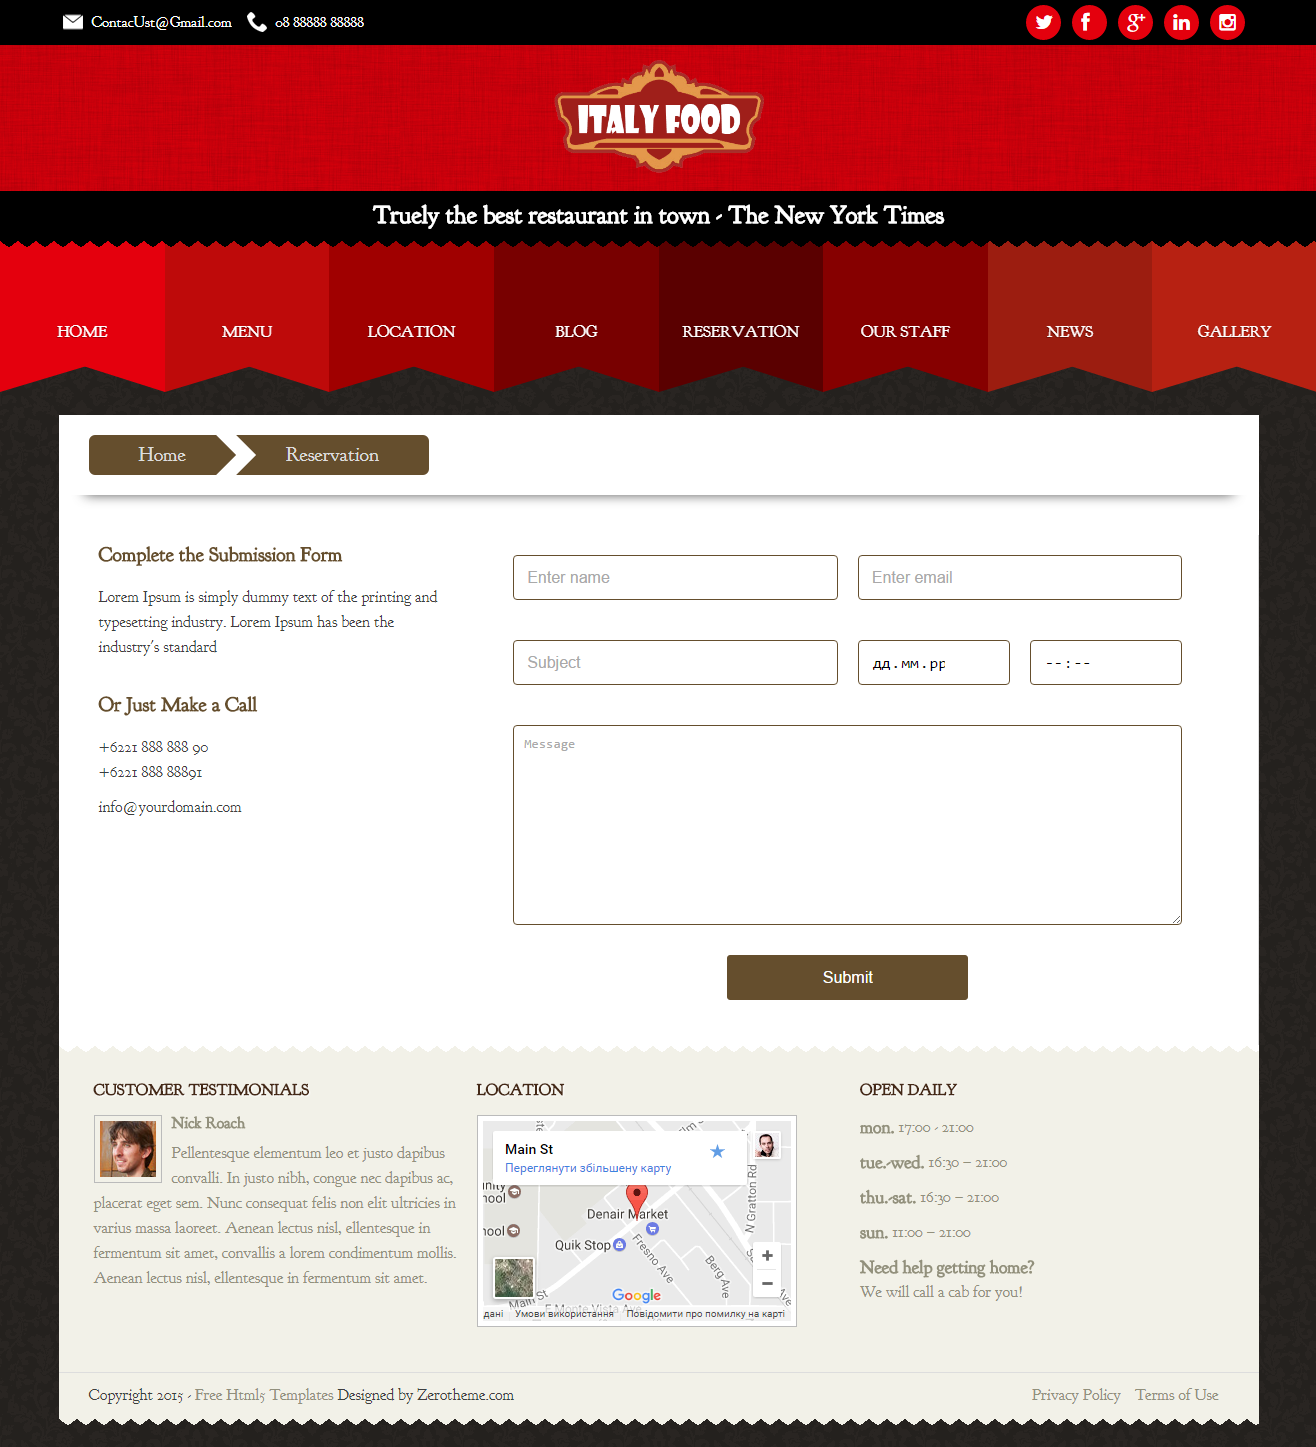 ContacUst@Gmail.com
08 88888 88888
ITALY FOOD
Truely the best restaurant in town - The New York Times
HOME
MENU
LOCATION
BLOG
RESERVATION
OUR STAFF
NEWS
GALLERY
Home
Reservation
Complete the Submission Form
Lorem Ipsum is simply dummy text of the printing and
typesetting industry. Lorem Ipsum has been the
industry's standard
Or Just Make a Call
+6221 888 888 90
+6221 888 88891
info@yourdomain.com
Enter name
Enter email
Subject
дд.мм.рр
--:--
Message
Submit
CUSTOMER TESTIMONIALS
Nick Roach
Pellentesque elementum leo et justo dapibus
convalli. In justo nibh, congue nec dapibus ac,
placerat eget sem. Nunc consequat felis non elit ultricies in
varius massa laoreet. Aenean lectus nisl, ellentesque in
fermentum sit amet, convallis a lorem condimentum mollis.
Aenean lectus nisl, ellentesque in fermentum sit amet.
LOCATION
Main St
Переглянути збільшену карту
Denair Market
Quik Stop
N Gratton Rd
Fresno Ave
Berg Ave
Main St
E Monte Vista Ave
Google
дані
Умови використання
Повідомити про помилку на карті
OPEN DAILY
mon. 17:00 - 21:00
tue.-wed. 16:30 – 21:00
thu.-sat. 16:30 – 21:00
sun. 11:00 – 21:00
Need help getting home?
We will call a cab for you!
Copyright 2015 - Free Html5 Templates Designed by Zerotheme.com
Privacy Policy
Terms of Use